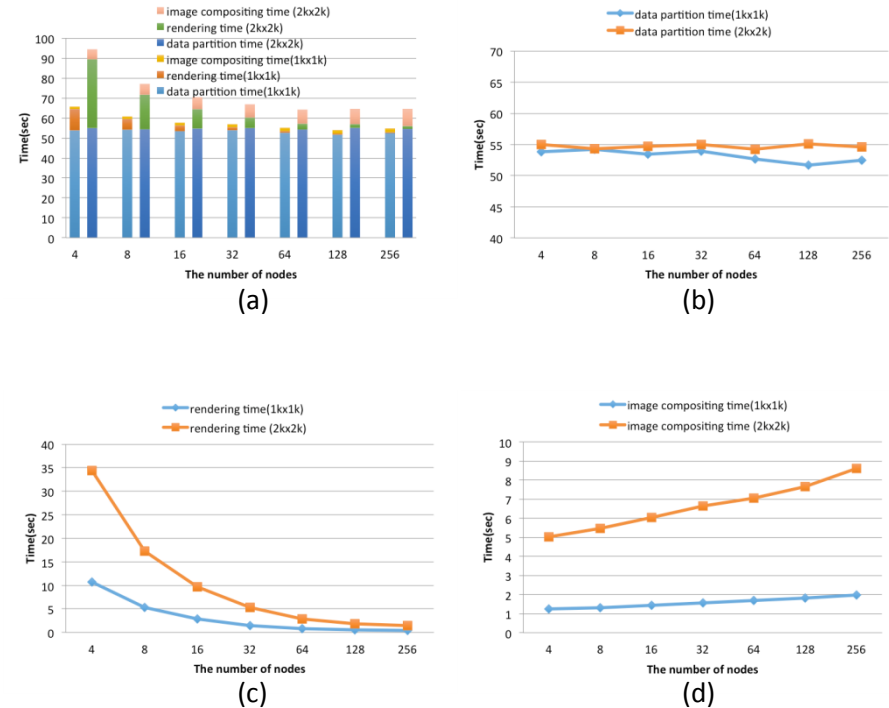 image compositing time (2kx2k)
rendering time (2kx2k)
data partition time (2kx2k)
image compositing time(1kx1k)
rendering time(1kx1k)
data partition time(1kx1k)
Time(sec)
100
90
80
70
60
50
40
30
20
10
0
4 8 16 32 64 128 256
The number of nodes
(a)
data partition time(1kx1k)
data partition time (2kx2k)
Time(sec)
70
65
60
55
50
45
40
4 8 16 32 64 128 256
The number of nodes
(b)
rendering time(1kx1k)
rendering time (2kx2k)
Time(sec)
40
35
30
25
20
15
10
5
0
4 8 16 32 64 128 256
The number of nodes
(c)
image compositing time(1kx1k)
image compositing time (2kx2k)
Time(sec)
10
9
8
7
6
5
4
3
2
1
0
4 8 16 32 64 128 256
The number of nodes
(d)